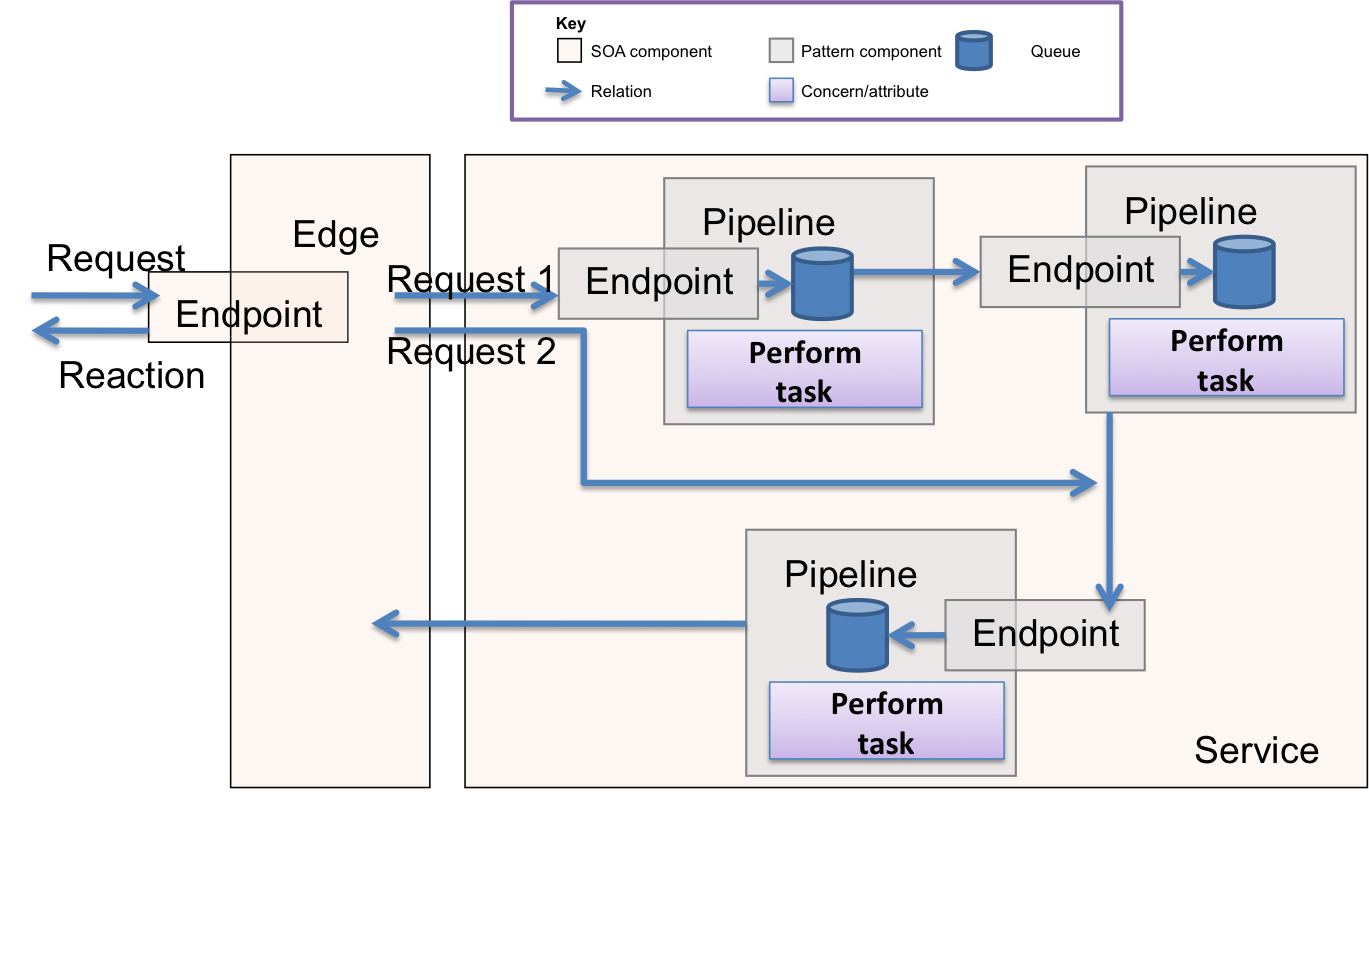 Key
SOA component
Pattern component
Queue
Relation
Concern/attribute
Edge
Request
Endpoint
Reaction
Request 1
Request 2
Pipeline
Endpoint
Perform
task
Pipeline
Endpoint
Perform
task
Pipeline
Endpoint
Perform
task
Service